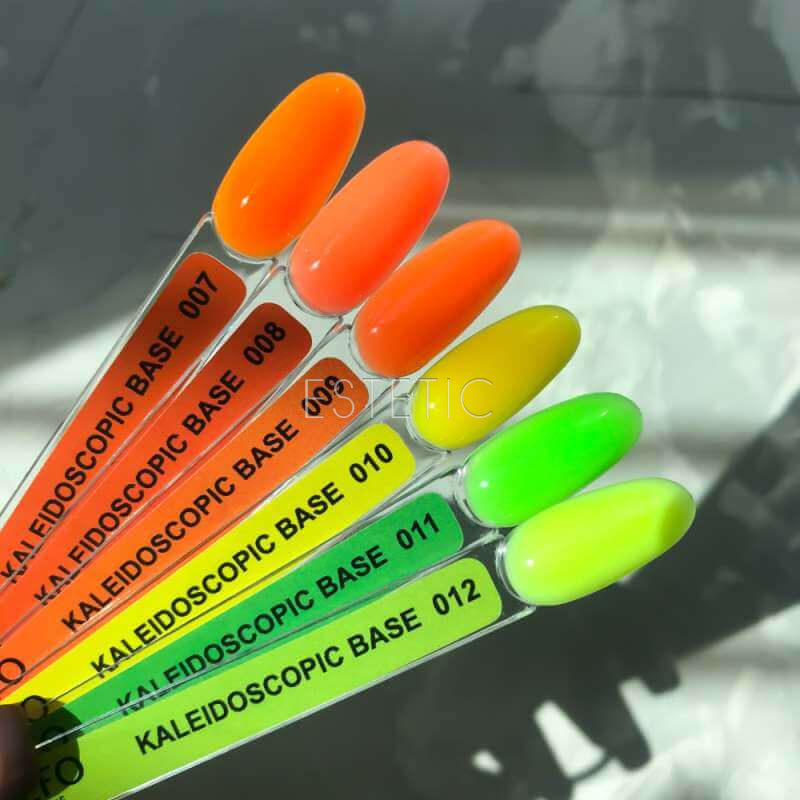 KALEIDOSCOPIC BASE 007
KALEIDOSCOPIC BASE 008
KALEIDOSCOPIC BASE 009
KALEIDOSCOPIC BASE 010
KALEIDOSCOPIC BASE 011
KALEIDOSCOPIC BASE 012
ESTETIC